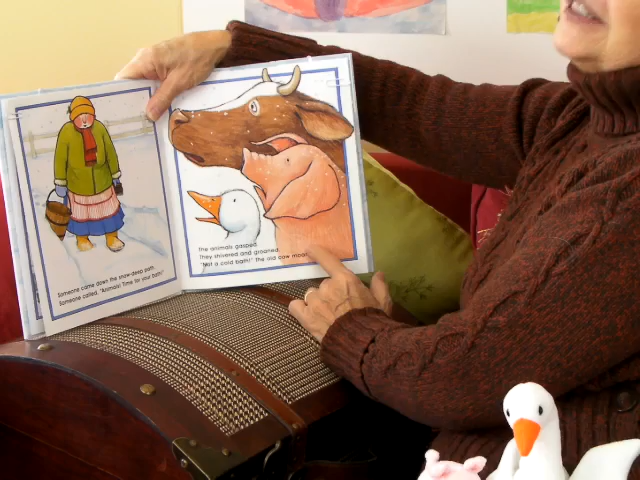 Someone came down the snow-deep path.
Someone called, "Animals! Time for your bath!"
The animals gasped.
They shivered and groaned.
"Not a cold bath!" The old cow moaned.